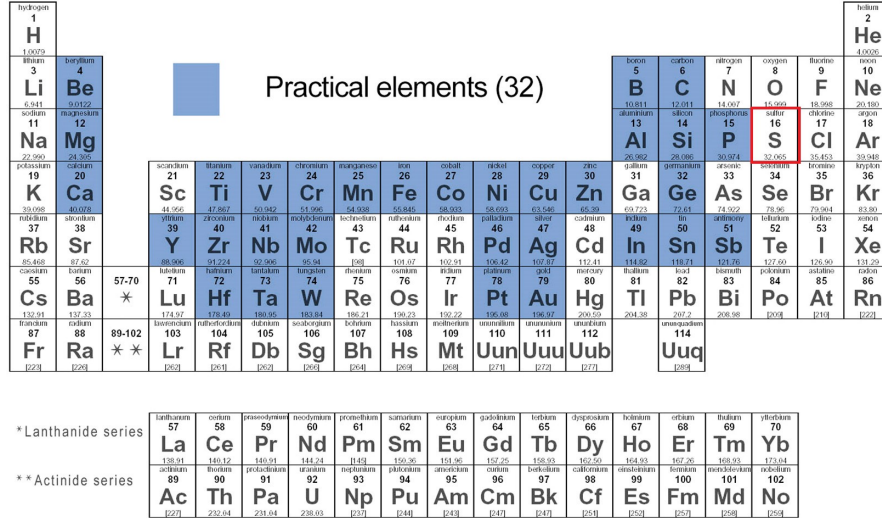 hydrogen helium
1 2
H He
1.0079 4.0026
lithium beryllium boron carbon nitrogen oxygen fluorine neon
3 4 5 6 7 8 9 10
Li Be Practical elements (32) B C N O F Ne
6.941 9.0122 10.811 12.011 14.007 15.999 18.998 20.180
sodium magnesium aluminium silicon phosphorus sulfur chlorine argon
11 12 13 14 15 16 17 18
Na Mg Al Si P S Cl Ar
22.990 24.305 26.982 28.086 30.974 32.065 35.453 39.948
potassium calcium scandium titanium vanadium chromium manganese iron cobalt nickel copper zinc gallium germanium arsenic selenium bromine krypton
19 20 21 22 23 24 25 26 27 28 29 30 31 32 33 34 35 36
K Ca Sc Ti V Cr Mn Fe Co Ni Cu Zn Ga Ge As Se Br Kr
39.098 40.078 44.956 47.867 50.942 51.996 54.938 55.845 58.933 58.693 63.546 65.39 69.723 72.61 74.922 78.96 79.904 83.80
rubidium strontium yttrium zirconium niobium molybdenum technetium ruthenium rhodium palladium silver cadmium indium tin antimony tellurium iodine xenon
37 38 39 40 41 42 43 44 45 46 47 48 49 50 51 52 53 54
Rb Sr Y Zr Nb Mo Tc Ru Rh Pd Ag Cd In Sn Sb Te I Xe
85.468 87.62 88.906 91.224 92.906 95.94 [98] 101.07 102.91 106.42 107.87 112.41 114.82 118.71 121.76 127.60 126.90 131.29
caesium barium lutetium hafnium tantalum tungsten rhenium osmium iridium platinum gold mercury thallium lead bismuth polonium astatine radon
55 56 57-70 71 72 73 74 75 76 77 78 79 80 81 82 83 84 85 86
Cs Ba * Lu Hf Ta W Re Os Ir Pt Au Hg Tl Pb Bi Po At Rn
132.91 137.33 174.97 178.49 180.95 183.84 186.21 190.23 192.22 195.08 196.97 200.59 204.38 207.2 208.98 [209] [210] [222]
francium radium lawrencium rutherfordium dubnium seaborgium bohrium hassium meitnerium ununnilium unununium ununbium ununquadium
87 88 89-102 103 104 105 106 107 108 109 110 111 112 114
Fr Ra * * Lr Rf Db Sg Bh Hs Mt Uun Uuu Uub Uuq
[223] [226] [262] [261] [262] [266] [264] [269] [268] [271] [272] [277] [289]
lanthanum cerium praseodymium neodymium promethium samarium europium gadolinium terbium dysprosium holmium erbium thulium ytterbium
57 58 59 60 61 62 63 64 65 66 67 68 69 70
*Lanthanide series La Ce Pr Nd Pm Sm Eu Gd Tb Dy Ho Er Tm Yb
138.91 140.12 140.91 144.24 [145] 150.36 151.96 157.25 158.93 162.50 164.93 167.26 168.93 173.04
actinium thorium protactinium uranium neptunium plutonium americium curium berkelium californium einsteinium fermium mendelevium nobelium
89 90 91 92 93 94 95 96 97 98 99 100 101 102
**Actinide series Ac Th Pa U Np Pu Am Cm Bk Cf Es Fm Md No
[227] 232.04 231.04 238.03 [237] [244] [243] [247] [247] [251] [252] [257] [258] [259]